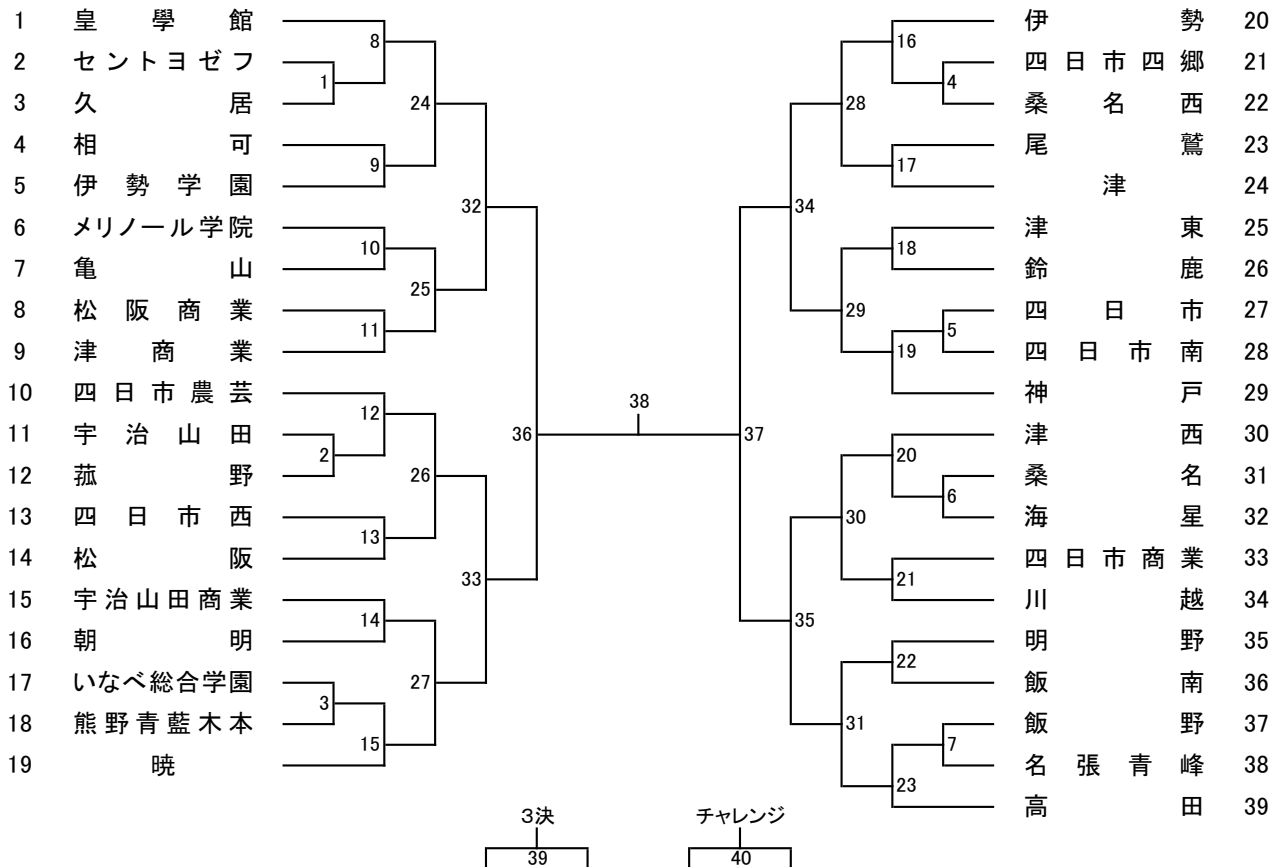 1 皇學館 伊勢 20
8 16
2 セントヨゼフ 四日市四郷 21
1 4
3 久居 24 28 桑名西 22
4 相可 尾鷲 23
9 17
5 伊勢学園 津 24
32 34
6 メリノール学院 津東 25
10 18
7 亀山 鈴鹿 26
25
8 松阪商業 29 四日市 27
11 5
9 津商業 19 四日市南 28
10 四日市農芸 神戸 29
12 38
11 宇治山田 36 37 津西 30
2 20
12 菰野 26 桑名 31
6
13 四日市西 30 海星 32
13
14 松阪 四日市商業 33
33 21
15 宇治山田商業 川越 34
14 35
16 朝明 明野 35
22
17 いなべ総合学園 27 飯南 36
3
18 熊野青藍木本 31 飯野 37
15 7
19 暁 名張青峰 38
23
高田 39
3決 チャレンジ
39 40